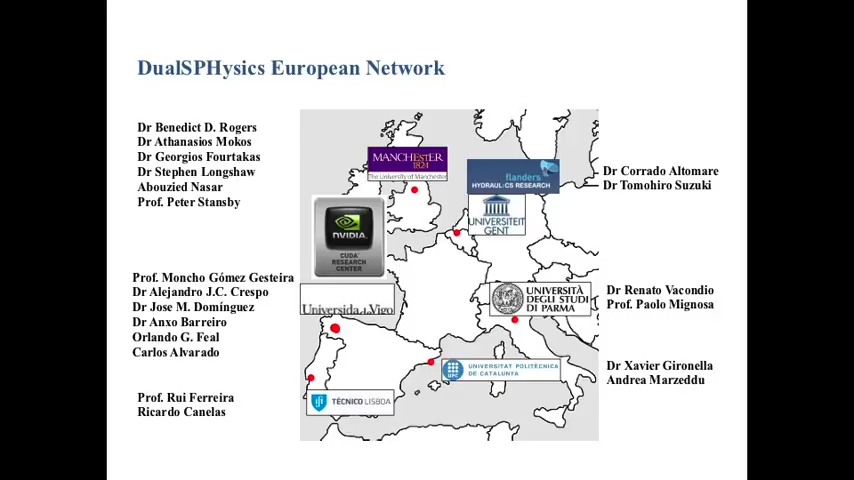 DualSPHysics European Network
Dr Benedict D. Rogers
Dr Athanasios Mokos
Dr Georgios Fourtakas
Dr Stephen Longshaw
Abouzied Nasar
Prof. Peter Stansby
MANCHESTER
1824
The University of Manchester
flanders
HYDRAULICS RESEARCH
UNIVERSITEIT
GENT
Dr Corrado Altomare
Dr Tomohiro Suzuki
NVIDIA.
CUDA
RESEARCH
CENTER
Prof. Moncho Gómez Gesteira
Dr Alejandro J.C. Crespo
Dr Jose M. Domínguez
Dr Anxo Barreiro
Orlando G. Feal
Carlos Alvarado
Universida de Vigo
UNIVERSITÀ
DEGLI STUDI
DI PARMA
Dr Renato Vacondio
Prof. Paolo Mignosa
UPC
UNIVERSITAT POLITÈCNICA
DE CATALUNYA
Dr Xavier Gironella
Andrea Marzeddu
Prof. Rui Ferreira
Ricardo Canelas
TÉCNICO LISBOA